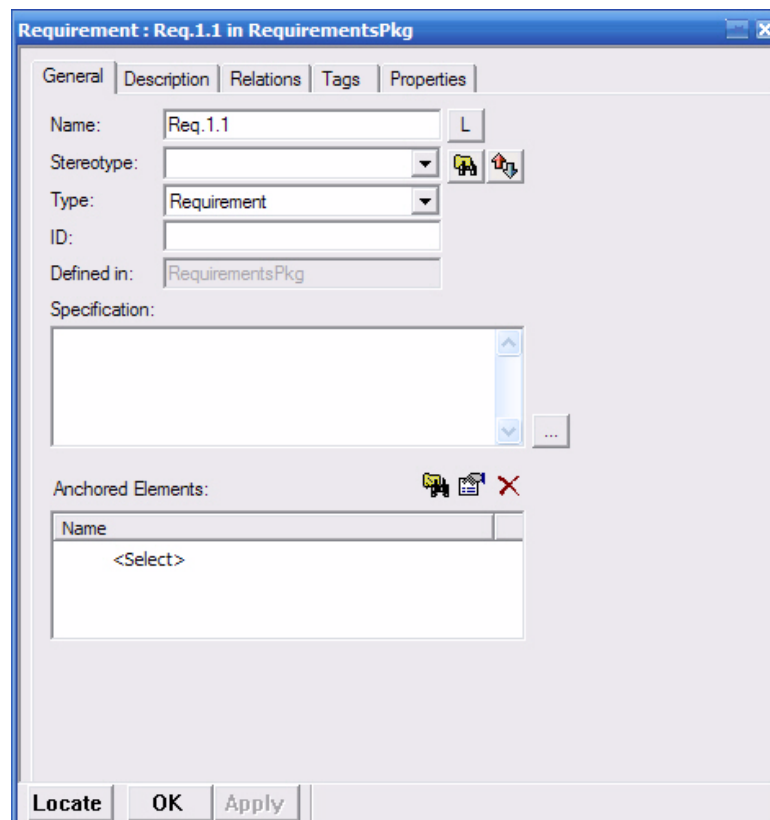 Requirement : Req.1.1 in RequirementsPkg
General Description Relations Tags Properties
Name: Req.1.1 L
Stereotype:
Type: Requirement
ID:
Defined in: RequirementsPkg
Specification:
...
Anchored Elements:
Name
<Select>
Locate OK Apply